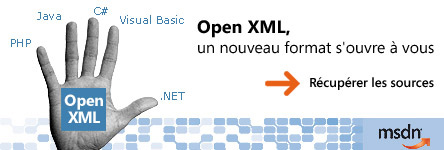 Java
C#
Visual Basic
PHP
.NET
Open
XML
Open XML,
un nouveau format s'ouvre à vous
Récupérer les sources
msdn